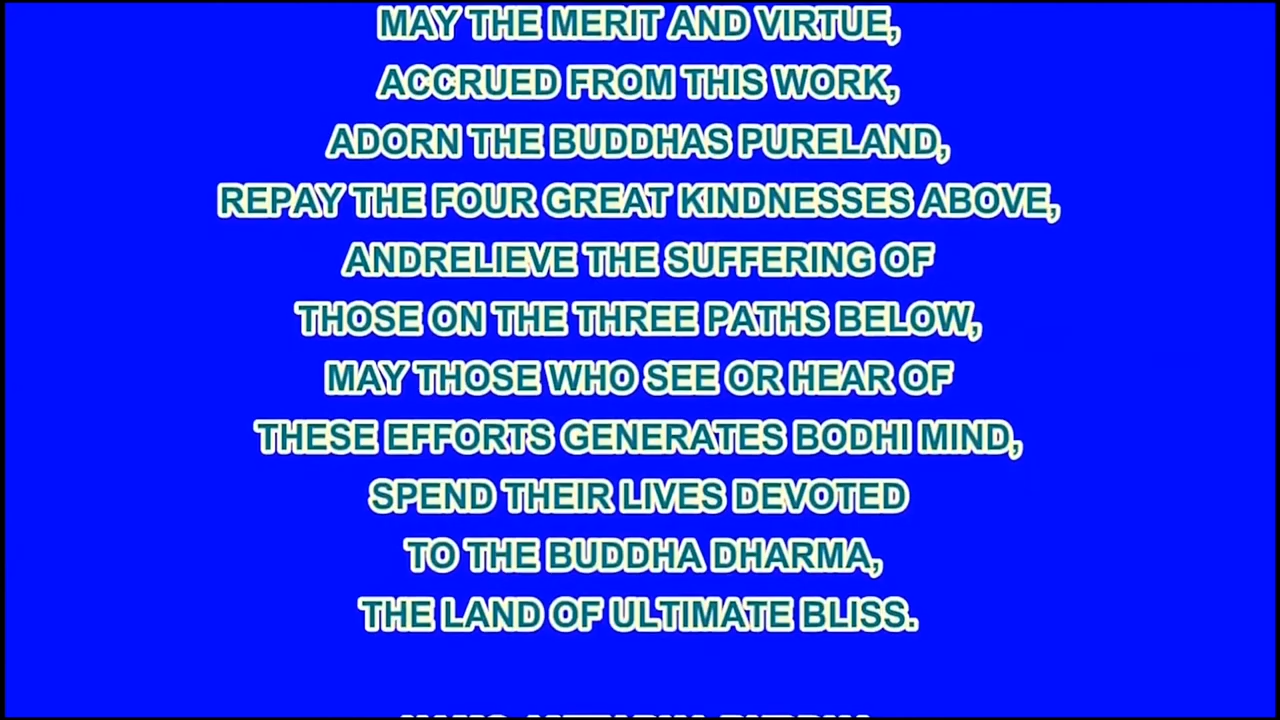 MAY THE MERIT AND VIRTUE,
ACCRUED FROM THIS WORK,
ADORN THE BUDDHAS PURELAND,
REPAY THE FOUR GREAT KINDNESSES ABOVE,
ANDRELIEVE THE SUFFERING OF
THOSE ON THE THREE PATHS BELOW,
MAY THOSE WHO SEE OR HEAR OF
THESE EFFORTS GENERATES BODHI MIND,
SPEND THEIR LIVES DEVOTED
TO THE BUDDHA DHARMA,
THE LAND OF ULTIMATE BLISS.